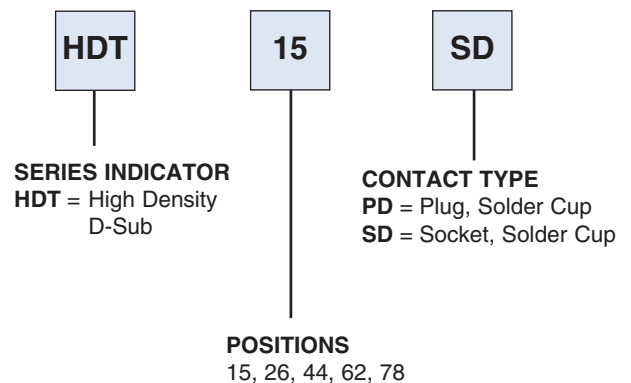 HDT
15
SD
SERIES INDICATOR
HDT = High Density
D-Sub
CONTACT TYPE
PD = Plug, Solder Cup
SD = Socket, Solder Cup
POSITIONS
15, 26, 44, 62, 78